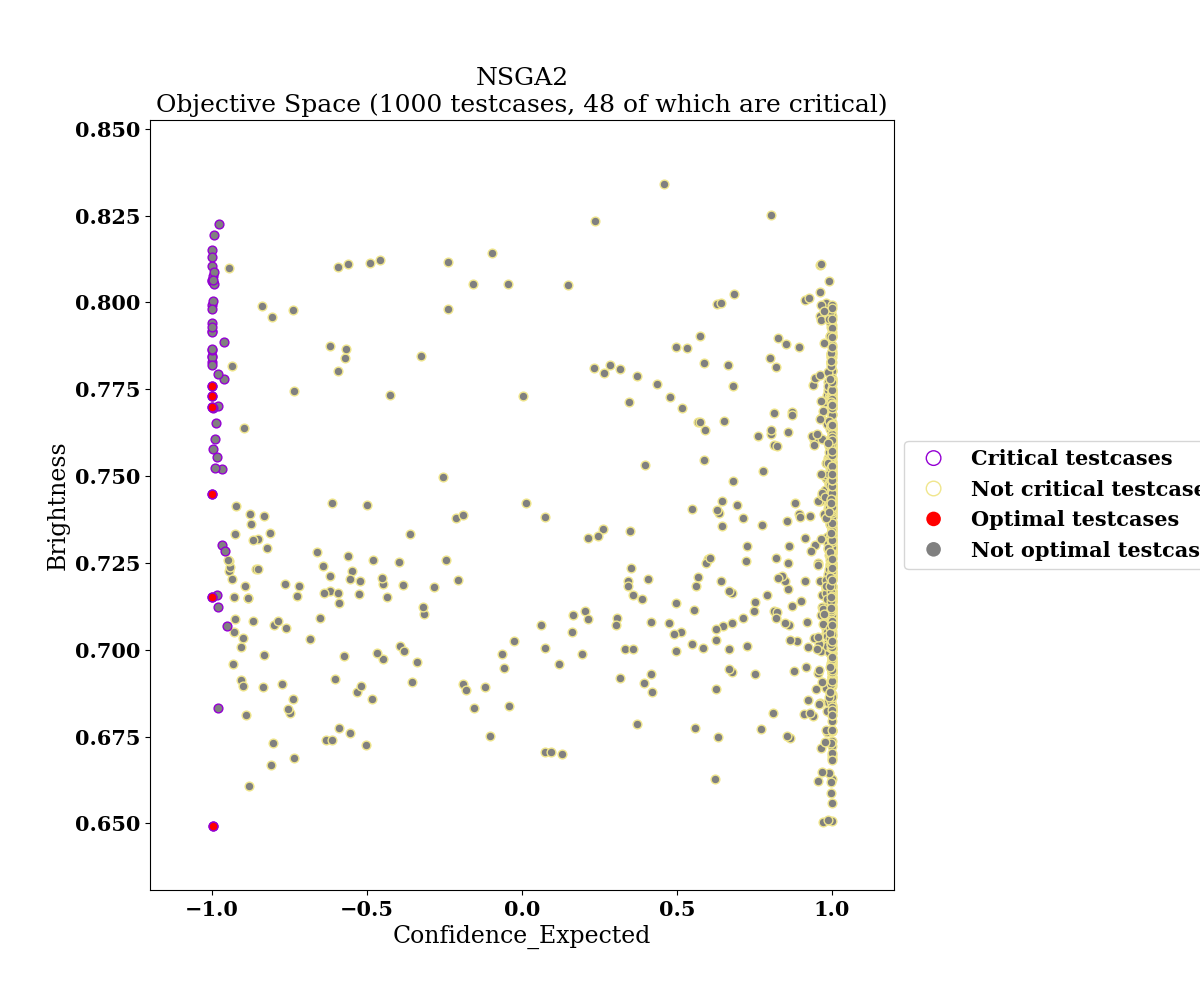 NSGA2
Objective Space (1000 testcases, 48 of which are critical)
0.850
0.825
0.800
0.775
0.750
0.725
0.700
0.675
0.650
Brightness
−1.0 −0.5 0.0 0.5 1.0
Confidence_Expected
Critical testcases
Not critical testcase
Optimal testcases
Not optimal testcas